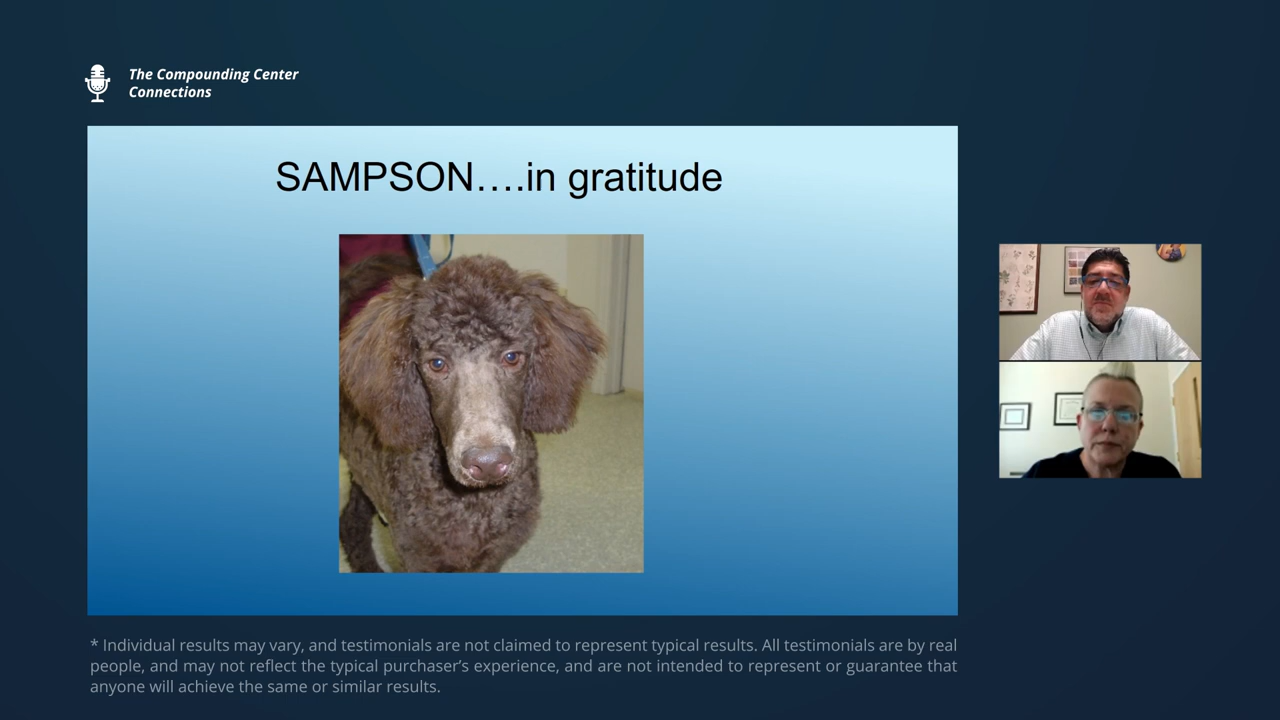 The Compounding Center
Connections
SAMPSON….in gratitude
* Individual results may vary, and testimonials are not claimed to represent typical results. All testimonials are by real
people, and may not reflect the typical purchaser’s experience, and are not intended to represent or guarantee that
anyone will achieve the same or similar results.